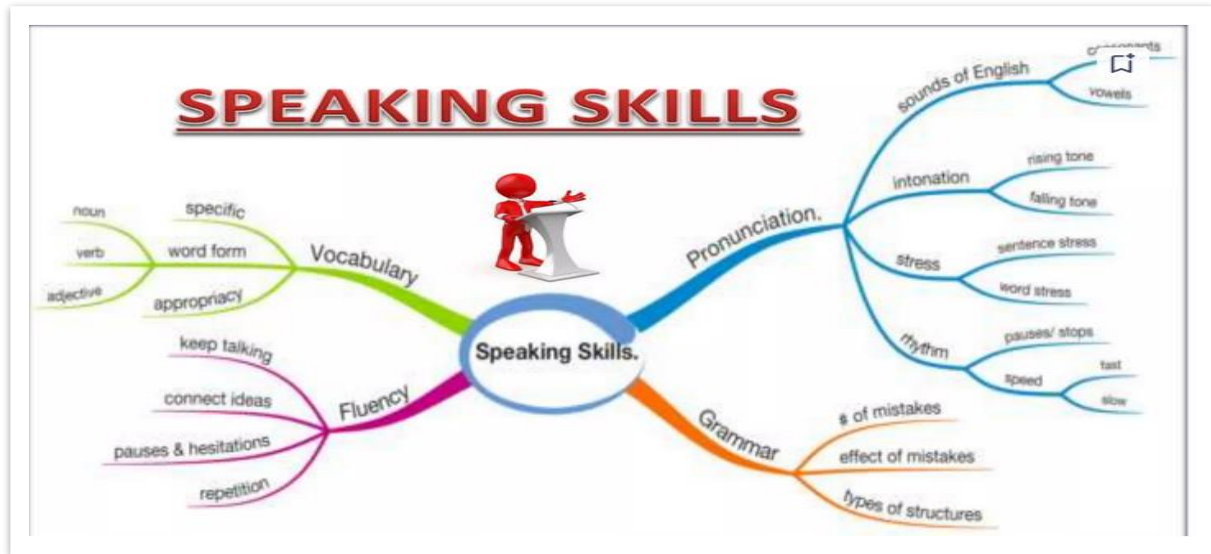 SPEAKING SKILLS
Speaking Skills.
Vocabulary
specific
word form
noun
verb
adjective
appropriacy
Fluency
keep talking
connect ideas
pauses & hesitations
repetition
Pronunciation.
sounds of English
vowels
intonation
rising tone
falling tone
stress
sentence stress
word stress
rhythm
pauses/ stops
speed
fast
slow
Grammar
# of mistakes
effect of mistakes
types of structures